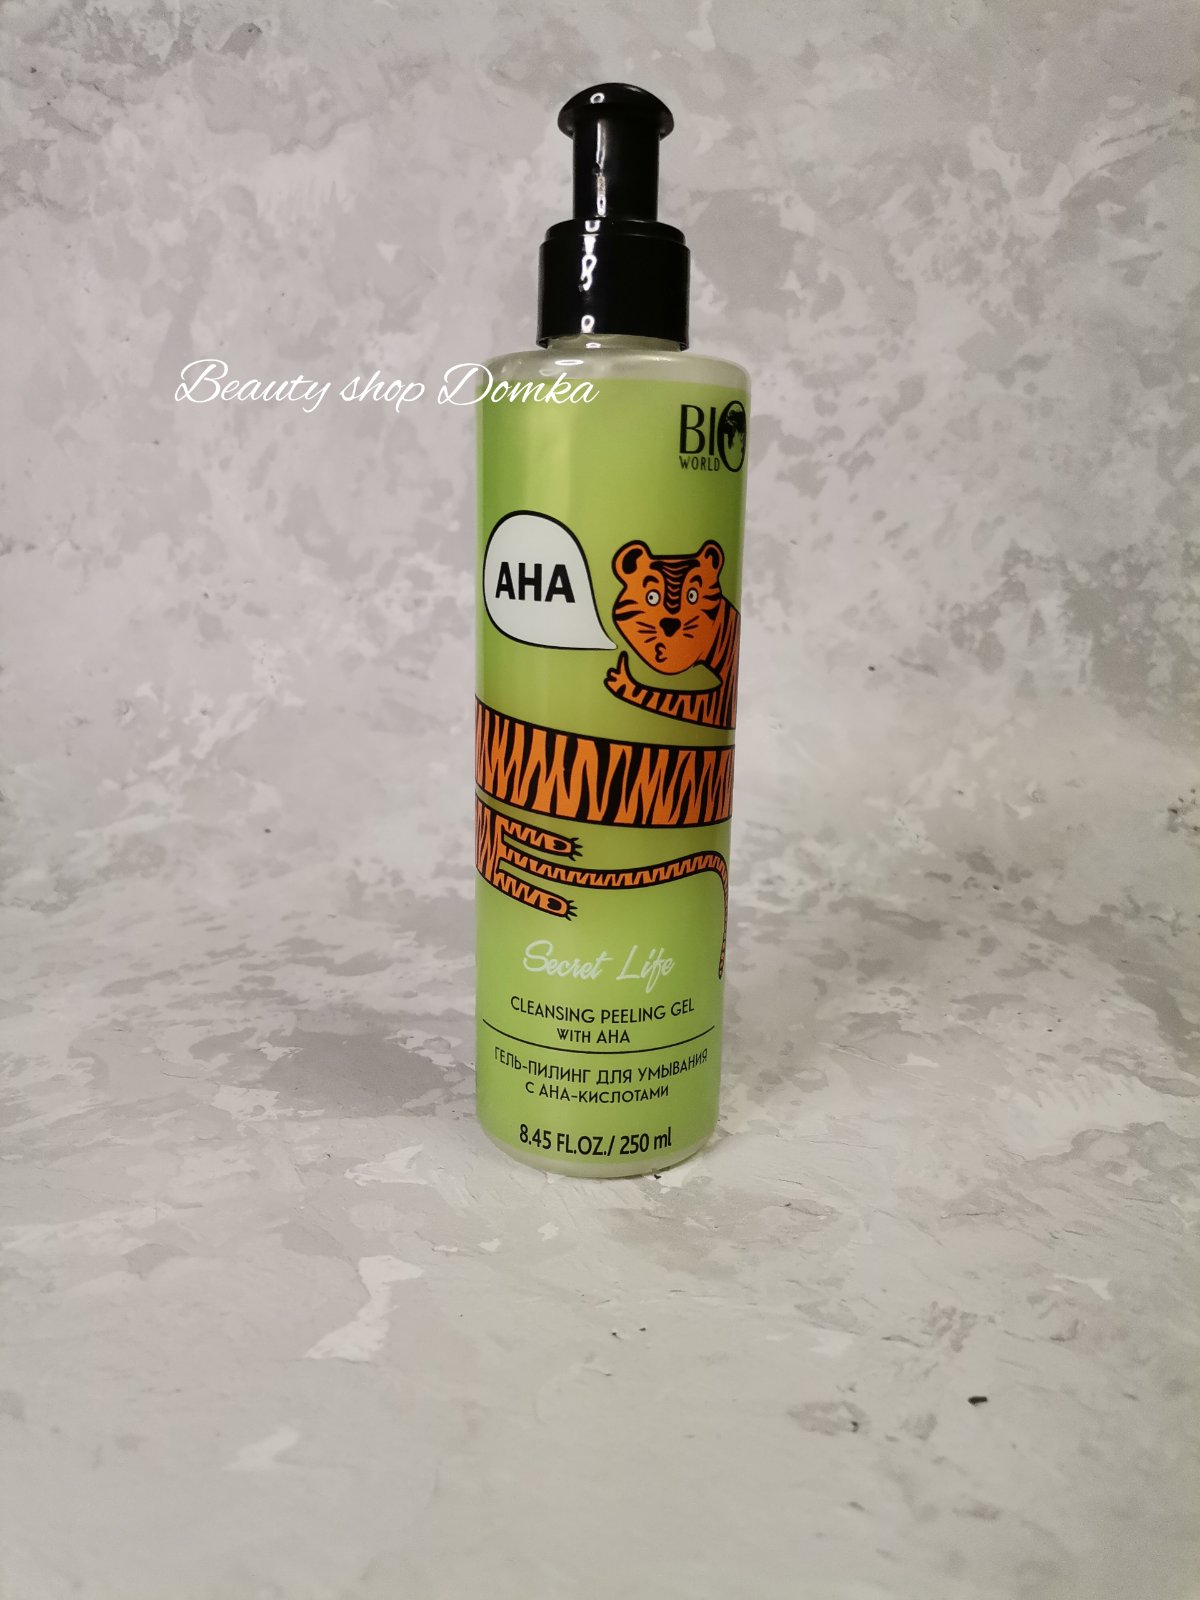 Beauty shop Domka
BIO
WORLD
AHA
Secret Life
CLEANSING PEELING GEL
WITH AHA
ГЕЛЬ-ПИЛИНГ ДЛЯ УМЫВАНИЯ
С АНА-КИСЛОТАМИ
8.45 FL.OZ./ 250 ml